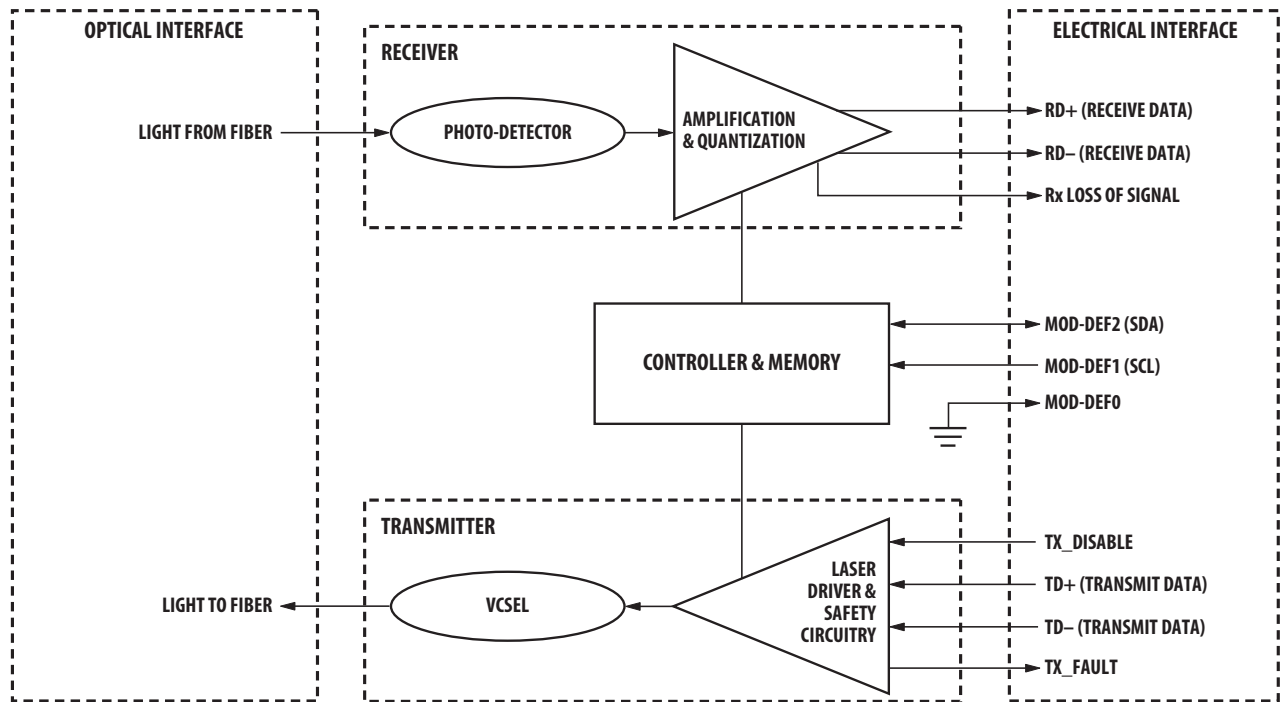 OPTICAL INTERFACE
ELECTRICAL INTERFACE
RECEIVER
LIGHT FROM FIBER
PHOTO-DETECTOR
AMPLIFICATION
& QUANTIZATION
RD+ (RECEIVE DATA)
RD– (RECEIVE DATA)
Rx LOSS OF SIGNAL
CONTROLLER & MEMORY
MOD-DEF2 (SDA)
MOD-DEF1 (SCL)
MOD-DEF0
TRANSMITTER
LIGHT TO FIBER
VCSEL
LASER
DRIVER &
SAFETY
CIRCUITRY
TX_DISABLE
TD+ (TRANSMIT DATA)
TD– (TRANSMIT DATA)
TX_FAULT